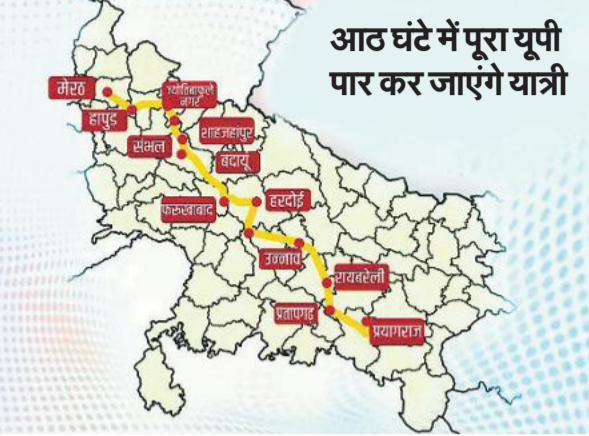 आठ घंटे में पूरा यूपी
पार कर जाएंगे यात्री
मेरठ
ज्योतिबाफुले
नगर
हापुड
शाहजहांपुर
संभल
बदायू
फरुखाबाद
हरदोई
उन्नाव
रायबरेली
प्रतापगढ़
प्रयागराज